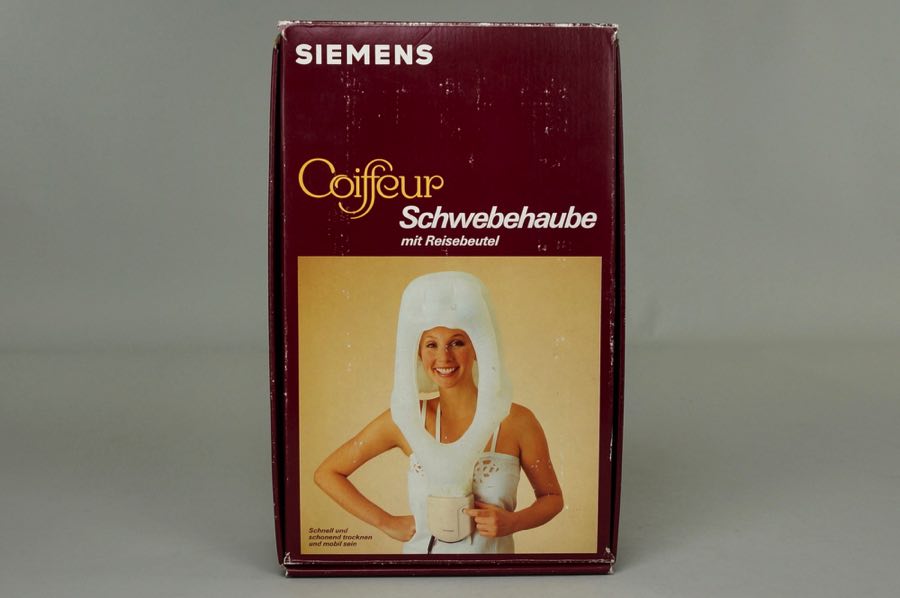 SIEMENS
Coiffeur
Schwebehaube
mit Reisebeutel
Schnell und
schonend trocknen
und mobil sein